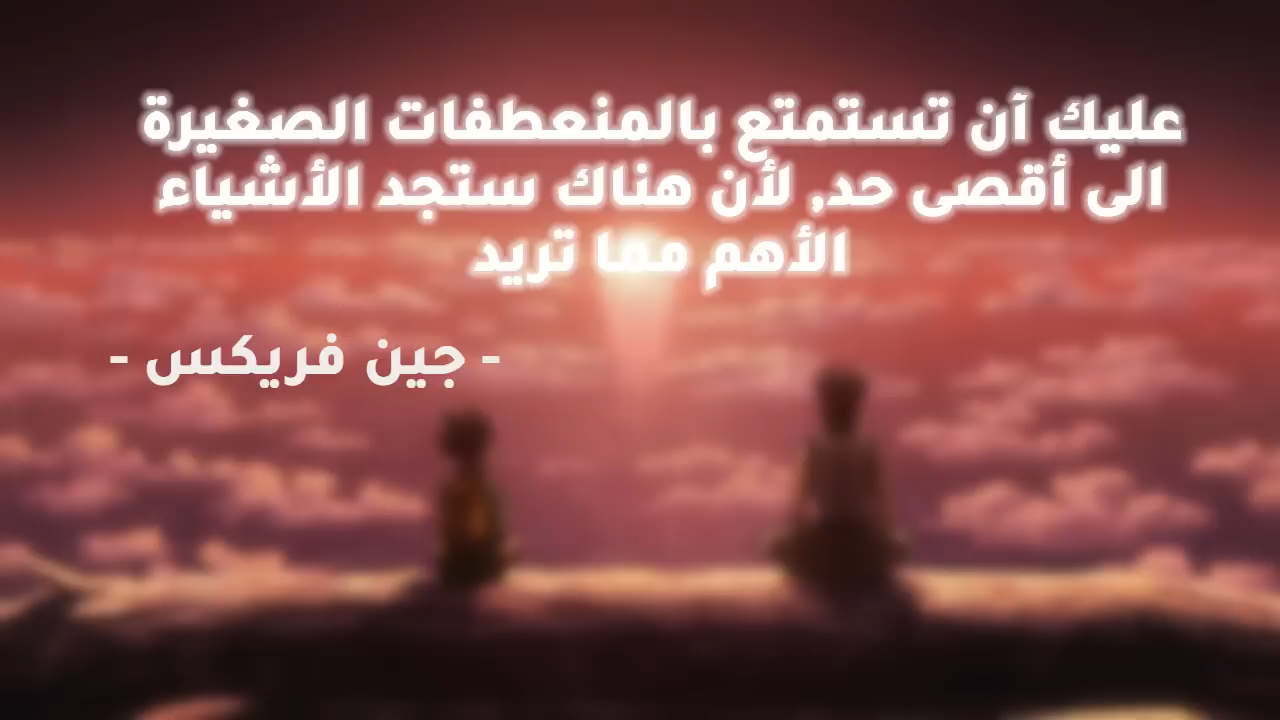 عليك أن تستمتع بالمنعطفات الصغيرة
الى أقصى حد, لأن هناك ستجد الأشياء
الأهم مما تريد
- جين فريكس -